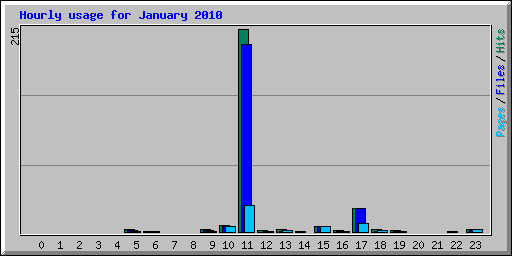 Hourly usage for January 2010
215
Pages/Files/Hits
0 1 2 3 4 5 6 7 8 9 10 11 12 13 14 15 16 17 18 19 20 21 22 23